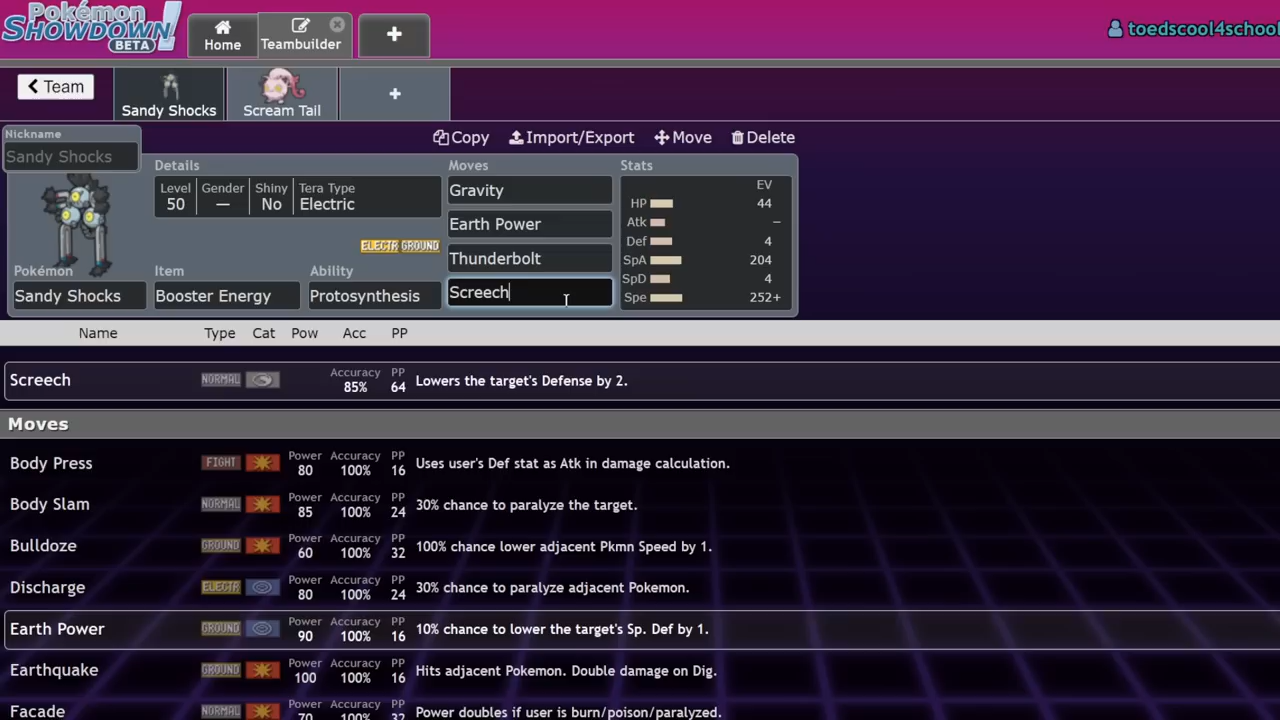 Pokémon
SHOWDOWN!
BETA
Home
Teambuilder
+
toedscool4school
< Team
Sandy Shocks
Scream Tail
+
Nickname
Sandy Shocks
Copy
Import/Export
Move
Delete
Details
Level
50
Gender
—
Shiny
No
Tera Type
Electric
ELECTR GROUND
Pokémon
Sandy Shocks
Item
Booster Energy
Ability
Protosynthesis
Moves
Gravity
Earth Power
Thunderbolt
Screech
Stats
EV
HP 44
Atk –
Def 4
SpA 204
SpD 4
Spe 252+
Name Type Cat Pow Acc PP
Screech NORMAL Accuracy 85% PP 64 Lowers the target's Defense by 2.
Moves
Body Press FIGHT Power 80 Accuracy 100% PP 16 Uses user's Def stat as Atk in damage calculation.
Body Slam NORMAL Power 85 Accuracy 100% PP 24 30% chance to paralyze the target.
Bulldoze GROUND Power 60 Accuracy 100% PP 32 100% chance lower adjacent Pkmn Speed by 1.
Discharge ELECTR Power 80 Accuracy 100% PP 24 30% chance to paralyze adjacent Pokemon.
Earth Power GROUND Power 90 Accuracy 100% PP 16 10% chance to lower the target's Sp. Def by 1.
Earthquake GROUND Power 100 Accuracy 100% PP 16 Hits adjacent Pokemon. Double damage on Dig.
Facade NORMAL Power 70 Accuracy 100% PP 32 Power doubles if user is burn/poison/paralyzed.